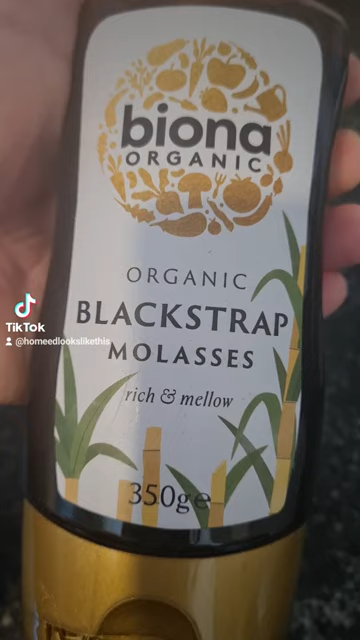 biona
ORGANIC
ORGANIC
BLACKSTRAP
MOLASSES
rich & mellow
350g e
TikTok
@homeedlookslikethis